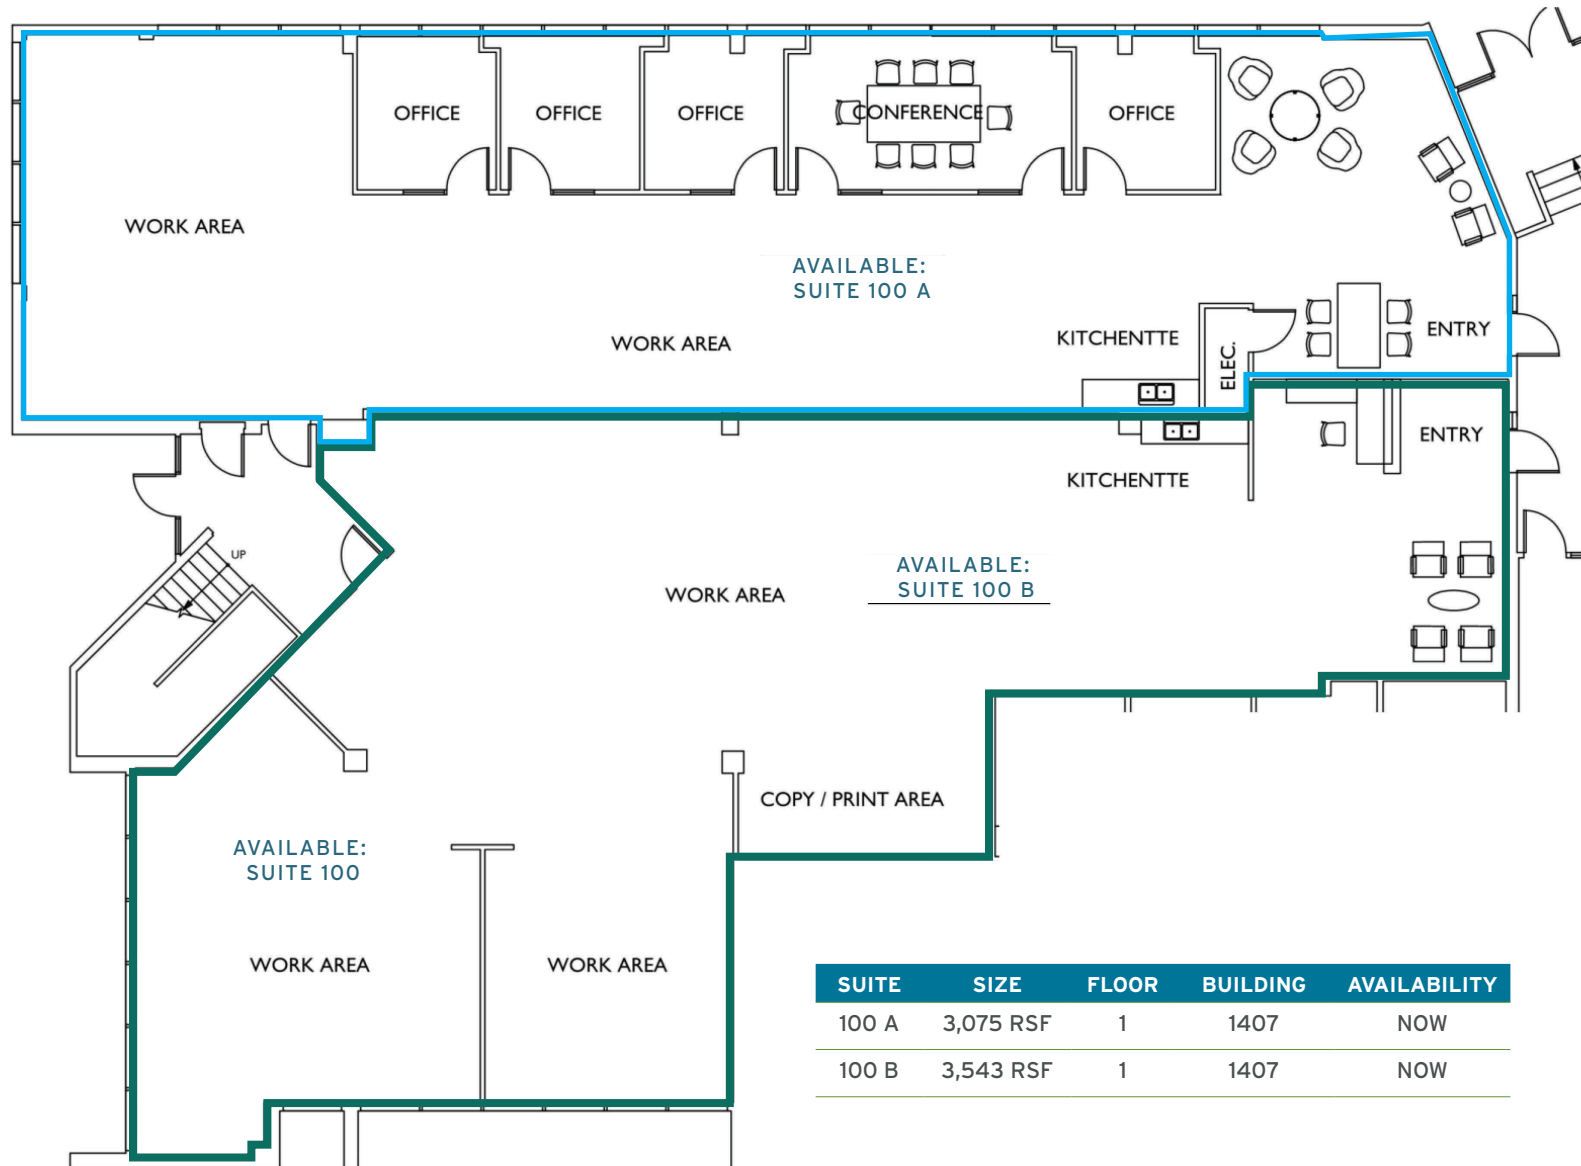 OFFICE
OFFICE
OFFICE
CONFERENCE
OFFICE
WORK AREA
AVAILABLE:
SUITE 100 A
WORK AREA
KITCHENTTE
ELEC.
ENTRY
ENTRY
KITCHENTTE
UP
AVAILABLE:
SUITE 100 B
WORK AREA
COPY / PRINT AREA
AVAILABLE:
SUITE 100
WORK AREA
WORK AREA
SUITE SIZE FLOOR BUILDING AVAILABILITY
100 A 3,075 RSF 1 1407 NOW
100 B 3,543 RSF 1 1407 NOW